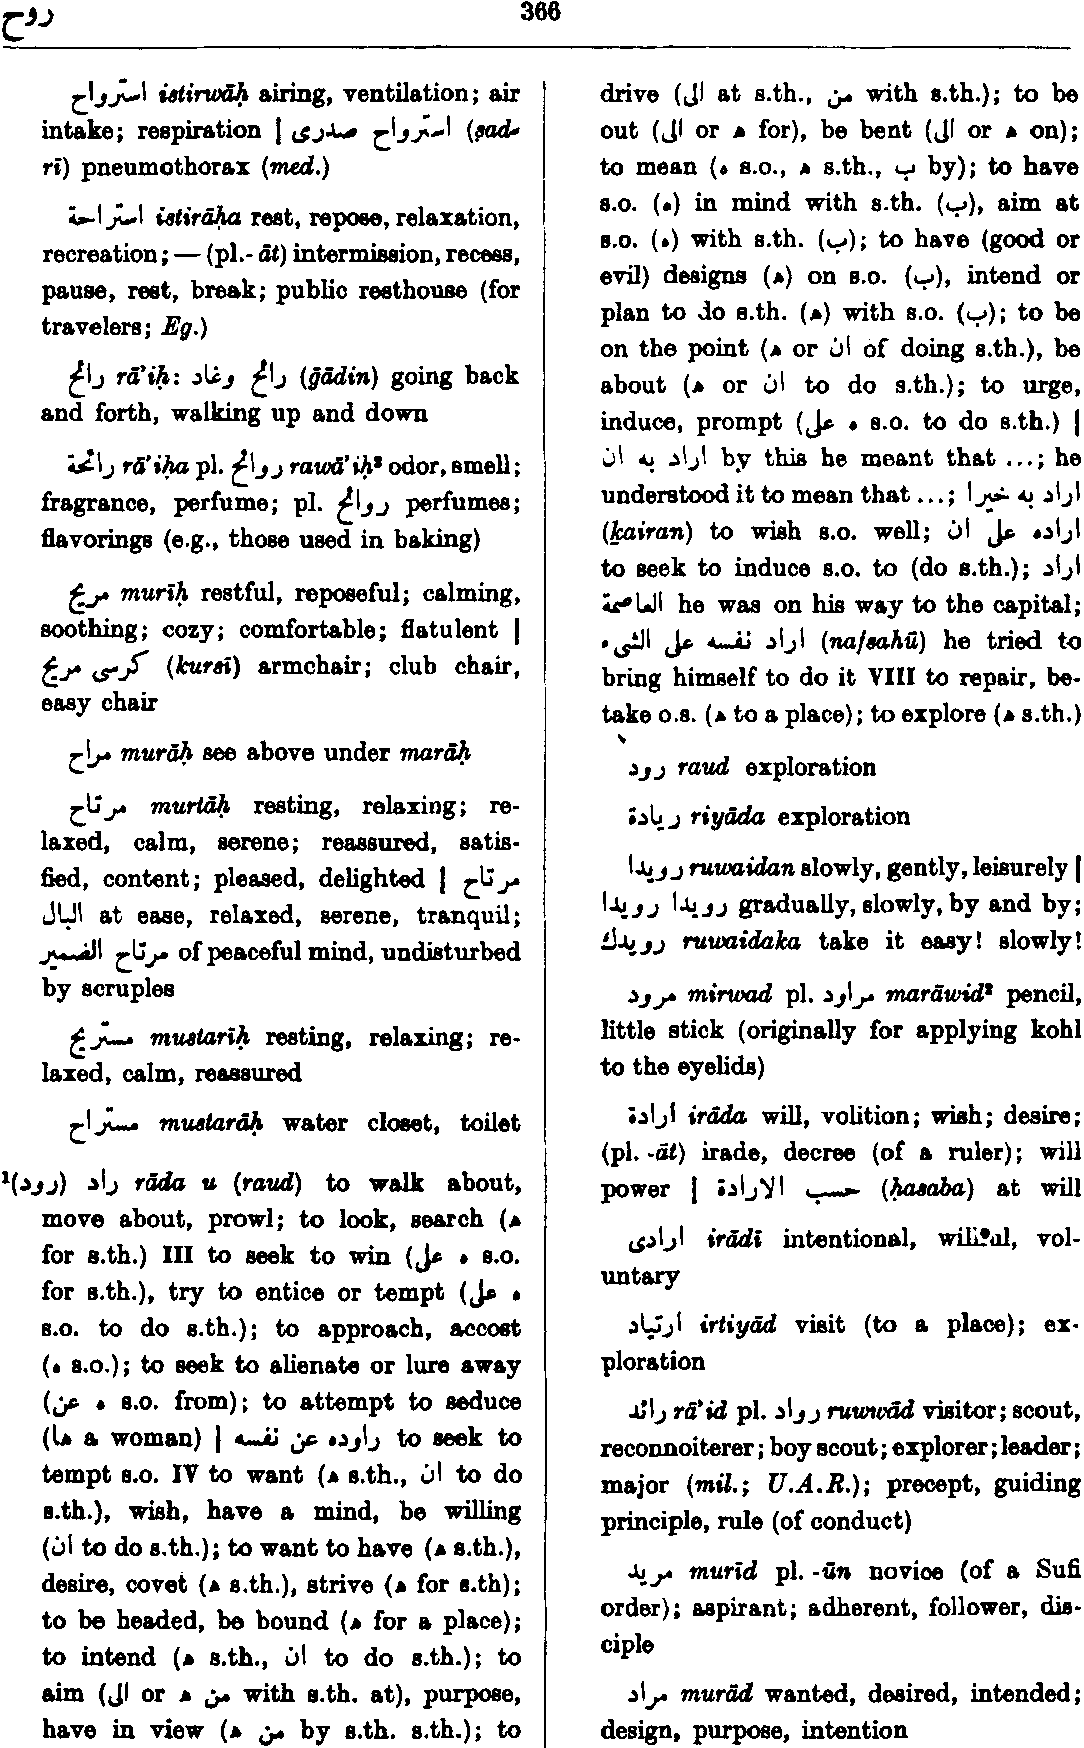 روح
366
استرواح istirwāḥ airing, ventilation; air
intake; respiration | استرواح صدرى (ṣad-
rī) pneumothorax (med.)
استراحة istirāḥa rest, repose, relaxation,
recreation; — (pl. -āt) intermission, recess,
pause, rest, break; public resthouse (for
travelers; Eg.)
رائح rā'iḥ: رائح وغاد (ḡādin) going back
and forth, walking up and down
رائحة rā'iḥa pl. روائح rawā'iḥ² odor, smell;
fragrance, perfume; pl. روائح perfumes;
flavorings (e.g., those used in baking)
مريح murīḥ restful, reposeful; calming,
soothing; cozy; comfortable; flatulent |
كرسى مريح (kursī) armchair; club chair,
easy chair
مراح murāḥ see above under marāḥ
مرتاح murtāḥ resting, relaxing; re-
laxed, calm, serene; reassured, satis-
fied, content; pleased, delighted | مرتاح
البال at ease, relaxed, serene, tranquil;
مرتاح الضمير of peaceful mind, undisturbed
by scruples
مستريح mustarīḥ resting, relaxing; re-
laxed, calm, reassured
مستراح mustarāḥ water closet, toilet
¹(رود) راد rāda u (raud) to walk about,
move about, prowl; to look, search (ه
for s.th.) III to seek to win (ه على s.o.
for s.th.), try to entice or tempt (ه على
s.o. to do s.th.); to approach, accost
(ه s.o.); to seek to alienate or lure away
(ه عن s.o. from); to attempt to seduce
(ها a woman) | راوده عن نفسه to seek to
tempt s.o. IV to want (ه s.th., ان to do
s.th.), wish, have a mind, be willing
(ان to do s.th.); to want to have (ه s.th.),
desire, covet (ه s.th.), strive (ه for s.th);
to be headed, be bound (ه for a place);
to intend (ه s.th., ان to do s.th.); to
aim (الى or ه من with s.th. at), purpose,
have in view (ه من by s.th. s.th.); to
drive (الى at s.th., من with s.th.); to be
out (الى or ه for), be bent (الى or ه on);
to mean (ه s.o., ه s.th., ب by); to have
s.o. (ه) in mind with s.th. (ب), aim at
s.o. (ه) with s.th. (ب); to have (good or
evil) designs (ه) on s.o. (ب), intend or
plan to do s.th. (ه) with s.o. (ب); to be
on the point (ه or ان of doing s.th.), be
about (ه or ان to do s.th.); to urge,
induce, prompt (ه على s.o. to do s.th.) |
اراد به ان by this he meant that ...; he
understood it to mean that ...; اراد به خيرا
(ḵairan) to wish s.o. well; اراده على ان
to seek to induce s.o. to (do s.th.); اراد
العاصمة he was on his way to the capital;
اراد نفسه على الشىء (nafsahū) he tried to
bring himself to do it VIII to repair, be-
take o.s. (ه to a place); to explore (ه s.th.)
رود raud exploration
ريادة riyāda exploration
رويدا ruwaidan slowly, gently, leisurely |
رويدا رويدا gradually, slowly, by and by;
رويدك ruwaidaka take it easy! slowly!
مرود mirwad pl. مراود marāwid² pencil,
little stick (originally for applying kohl
to the eyelids)
ارادة irāda will, volition; wish; desire;
(pl. -āt) irade, decree (of a ruler); will
power | حسب الارادة (ḥasaba) at will
ارادى irādī intentional, willful, vol-
untary
ارتياد irtiyād visit (to a place); ex-
ploration
رائد rā'id pl. رواد ruwwād visitor; scout,
reconnoiterer; boy scout; explorer; leader;
major (mil.; U.A.R.); precept, guiding
principle, rule (of conduct)
مريد murīd pl. -ūn novice (of a Sufi
order); aspirant; adherent, follower, dis-
ciple
مراد murād wanted, desired, intended;
design, purpose, intention